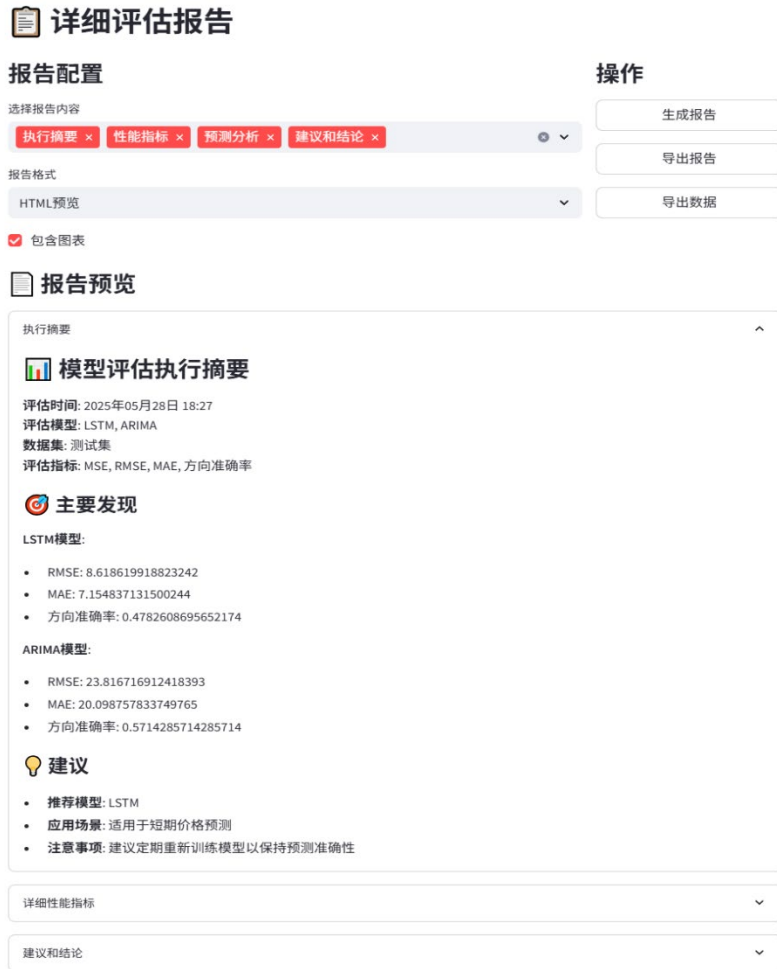 详细评估报告
报告配置
操作
选择报告内容
执行摘要 × 性能指标 × 预测分析 × 建议和结论 ×
生成报告
导出报告
报告格式
HTML预览
导出数据
包含图表
报告预览
执行摘要
模型评估执行摘要
评估时间: 2025年05月28日 18:27
评估模型: LSTM, ARIMA
数据集: 测试集
评估指标: MSE, RMSE, MAE, 方向准确率
主要发现
LSTM模型:
• RMSE: 8.618619918823242
• MAE: 7.154837131500244
• 方向准确率: 0.4782608695652174
ARIMA模型:
• RMSE: 23.816716912418393
• MAE: 20.098757833749765
• 方向准确率: 0.5714285714285714
建议
• 推荐模型: LSTM
• 应用场景: 适用于短期价格预测
• 注意事项: 建议定期重新训练模型以保持预测准确性
详细性能指标
建议和结论